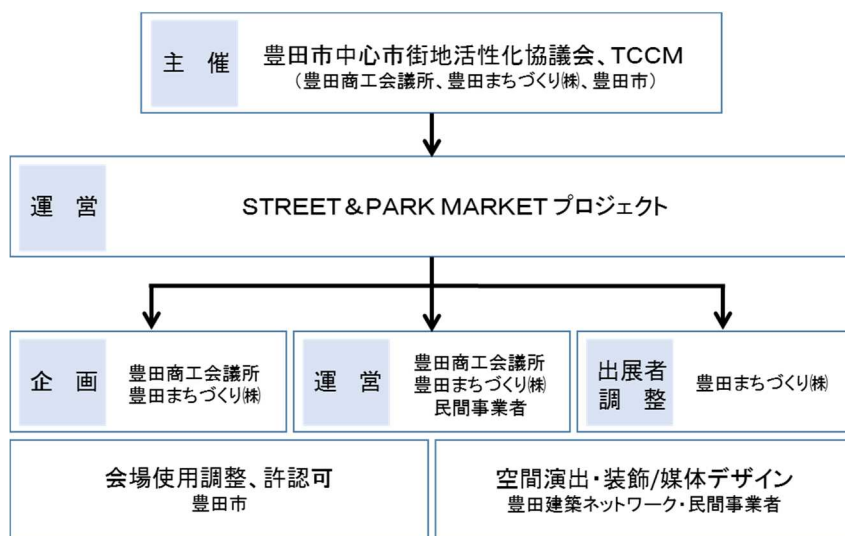 主　催
豊田市中心市街地活性化協議会、TCCM
（豊田商工会議所、豊田まちづくり㈱、豊田市）
運　営
STREET＆PARK MARKET プロジェクト
企　画
豊田商工会議所
豊田まちづくり㈱
運　営
豊田商工会議所
豊田まちづくり㈱
民間事業者
出展者
調　整
豊田まちづくり㈱
会場使用調整、許認可
豊田市
空間演出・装飾/媒体デザイン
豊田建築ネットワーク・民間事業者